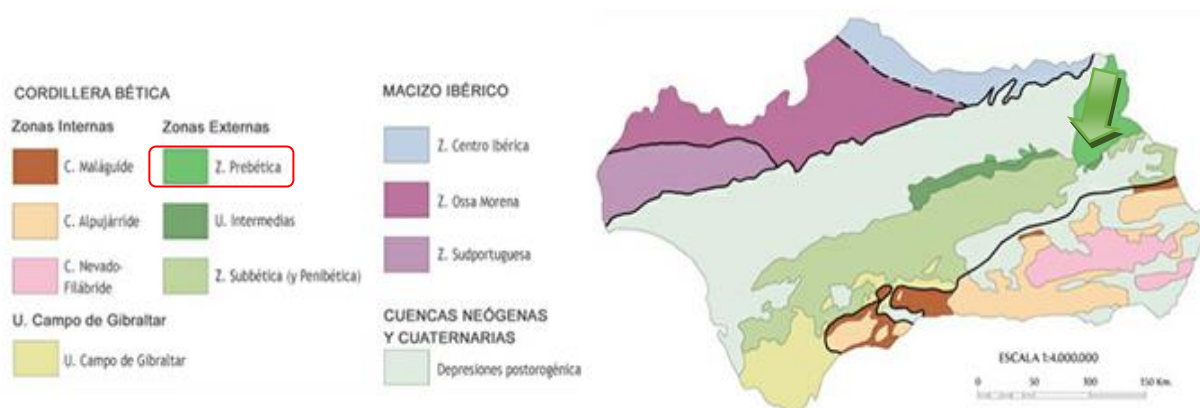 CORDILLERA BÉTICA
Zonas Internas
Zonas Externas
C. Maláguide
Z. Prebética
C. Alpujárride
U. Intermedias
C. Nevado-
Filábride
Z. Subbética (y Penibética)
U. Campo de Gibraltar
U. Campo de Gibraltar
MACIZO IBÉRICO
Z. Centro Ibérica
Z. Ossa Morena
Z. Sudportuguesa
CUENCAS NEÓGENAS
Y CUATERNARIAS
Depresiones postorogénica
ESCALA 1:4.000.000
0 50 100 150 Km.